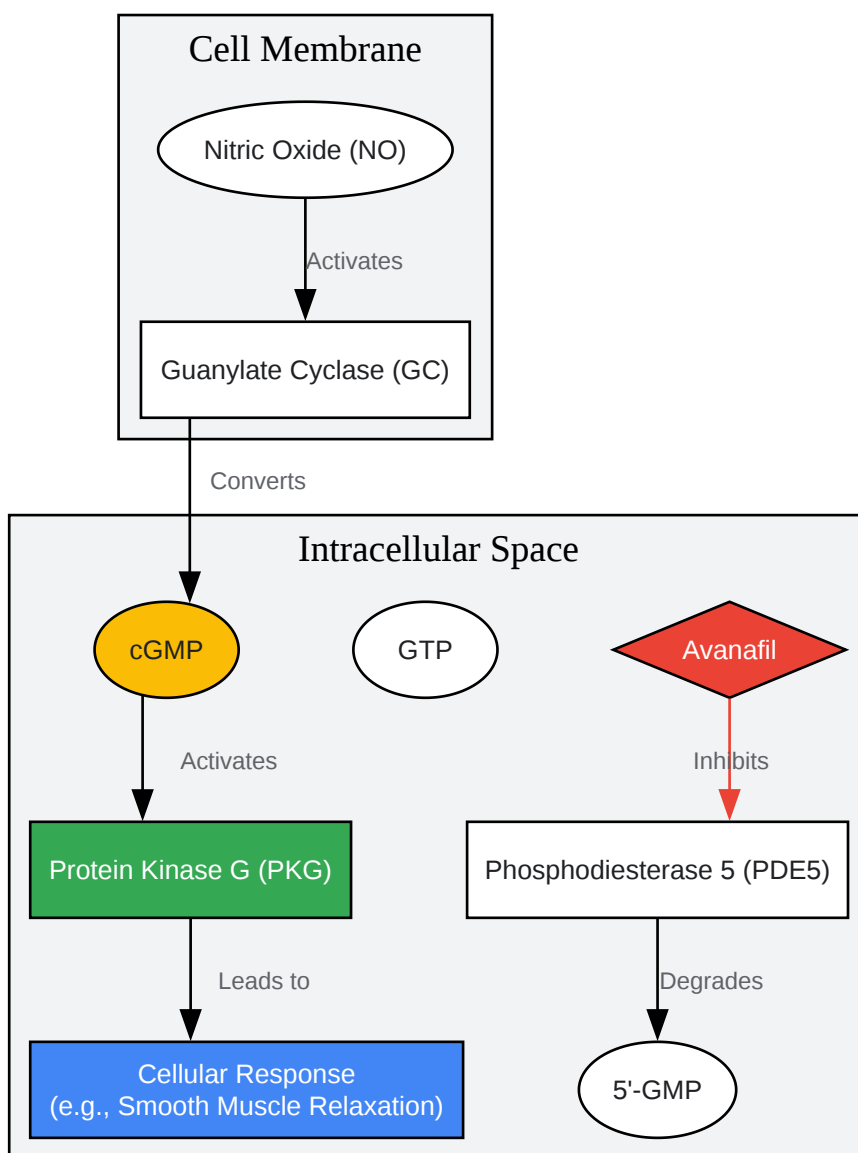 Cell Membrane
Nitric Oxide (NO)
Activates
Guanylate Cyclase (GC)
Converts
Intracellular Space
cGMP
GTP
Avanafil
Activates
Inhibits
Protein Kinase G (PKG)
Phosphodiesterase 5 (PDE5)
Leads to
Degrades
Cellular Response
(e.g., Smooth Muscle Relaxation)
5'-GMP